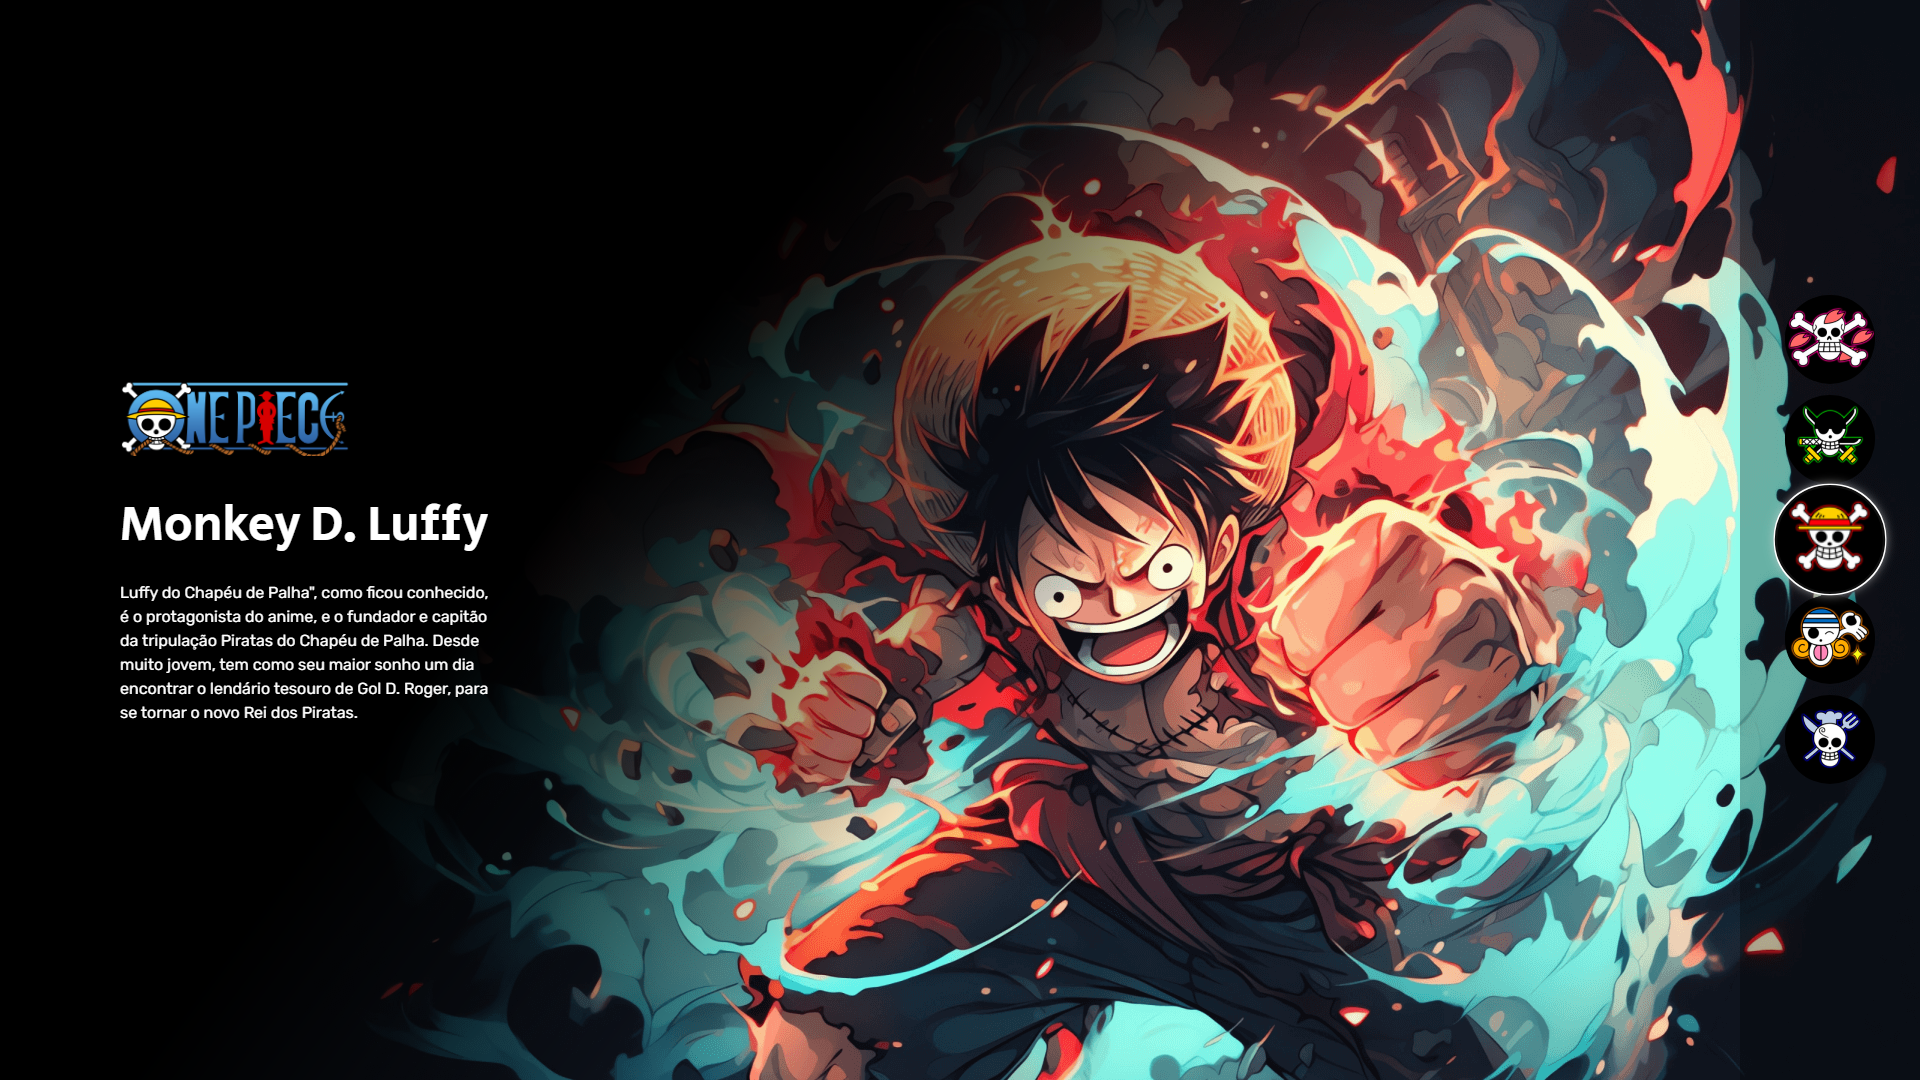 ONE PIECE
Monkey D. Luffy
Luffy do Chapéu de Palha", como ficou conhecido,
é o protagonista do anime, e o fundador e capitão
da tripulação Piratas do Chapéu de Palha. Desde
muito jovem, tem como seu maior sonho um dia
encontrar o lendário tesouro de Gol D. Roger, para
se tornar o novo Rei dos Piratas.